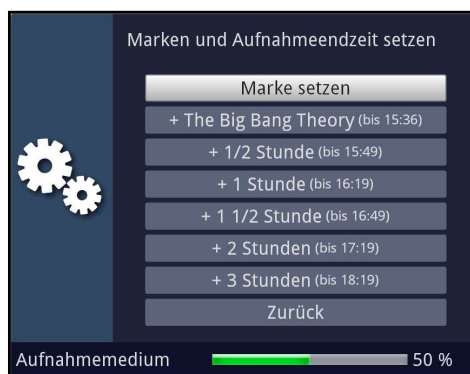 Marken und Aufnahmeendzeit setzen
Marke setzen
+ The Big Bang Theory (bis 15:36)
+ 1/2 Stunde (bis 15:49)
+ 1 Stunde (bis 16:19)
+ 1 1/2 Stunde (bis 16:49)
+ 2 Stunden (bis 17:19)
+ 3 Stunden (bis 18:19)
Zurück
Aufnahmemedium 50 %